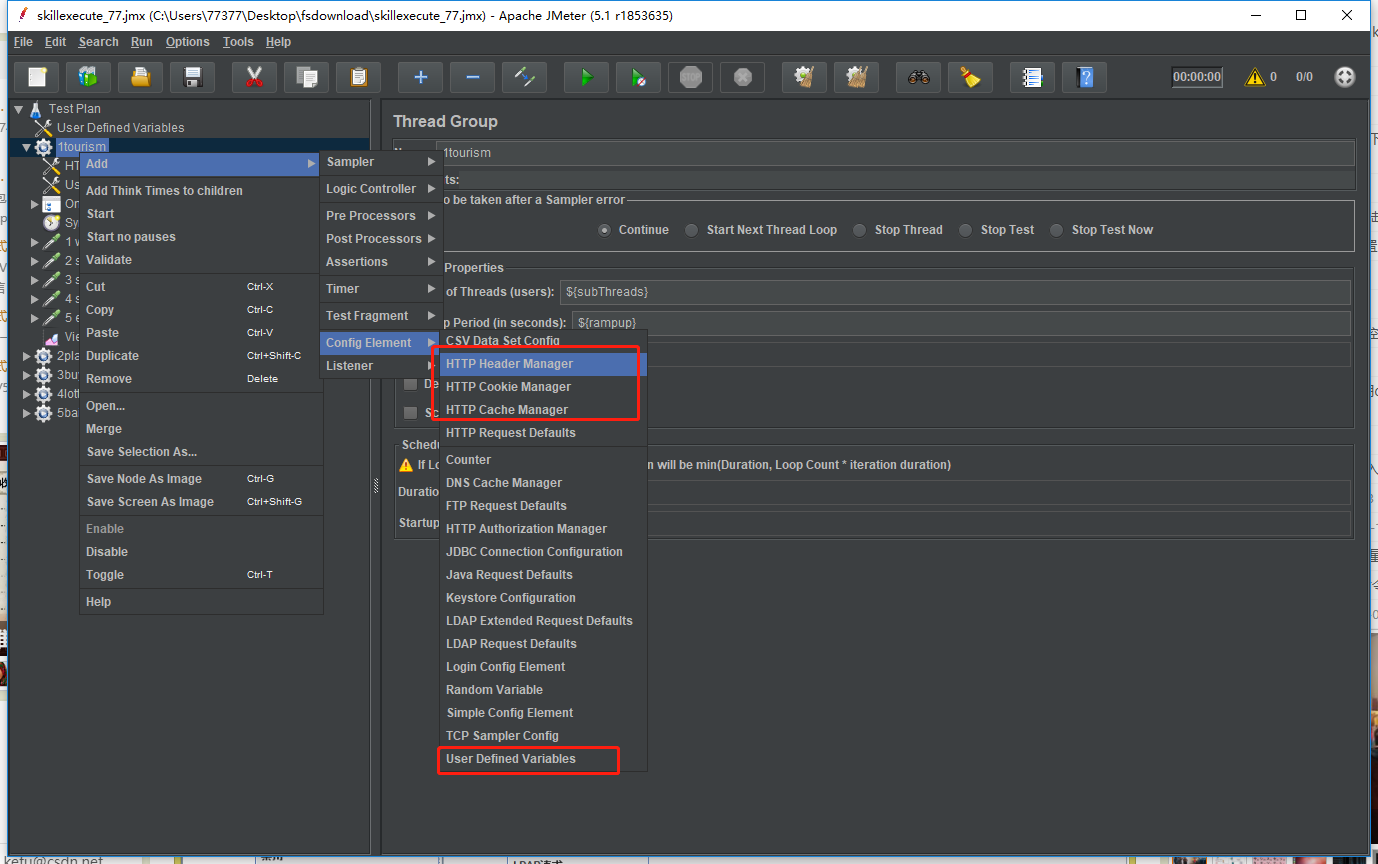 skillexecute_77.jmx (C:\Users\77377\Desktop\fsdownload\skillexecute_77.jmx) - Apache JMeter (5.1 r1853635)
File Edit Search Run Options Tools Help
STOP
00:00:00 0 0/0
Test Plan
User Defined Variables
1tourism
HT
Us
On
Sy
1 w
2 s
3 s
4 s
5 e
Vie
2pla
3bu
4lott
5ba
Add
Add Think Times to children
Start
Start no pauses
Validate
Cut Ctrl-X
Copy Ctrl-C
Paste Ctrl-V
Duplicate Ctrl+Shift-C
Remove Delete
Open...
Merge
Save Selection As...
Save Node As Image Ctrl-G
Save Screen As Image Ctrl+Shift-G
Enable
Disable
Toggle Ctrl-T
Help
Sampler
Logic Controller
Pre Processors
Post Processors
Assertions
Timer
Test Fragment
Config Element
Listener
CSV Data Set Config
HTTP Header Manager
HTTP Cookie Manager
HTTP Cache Manager
HTTP Request Defaults
Counter
DNS Cache Manager
FTP Request Defaults
HTTP Authorization Manager
JDBC Connection Configuration
Java Request Defaults
Keystore Configuration
LDAP Extended Request Defaults
LDAP Request Defaults
Login Config Element
Random Variable
Simple Config Element
TCP Sampler Config
User Defined Variables
Thread Group
1tourism
ts:
o be taken after a Sampler error
Continue Start Next Thread Loop Stop Thread Stop Test Stop Test Now
Properties
of Threads (users): ${subThreads}
p Period (in seconds): ${rampup}
De
Sc
Schedu
If Lo n will be min(Duration, Loop Count * iteration duration)
Duratio
Startup
ketu@csdn.net